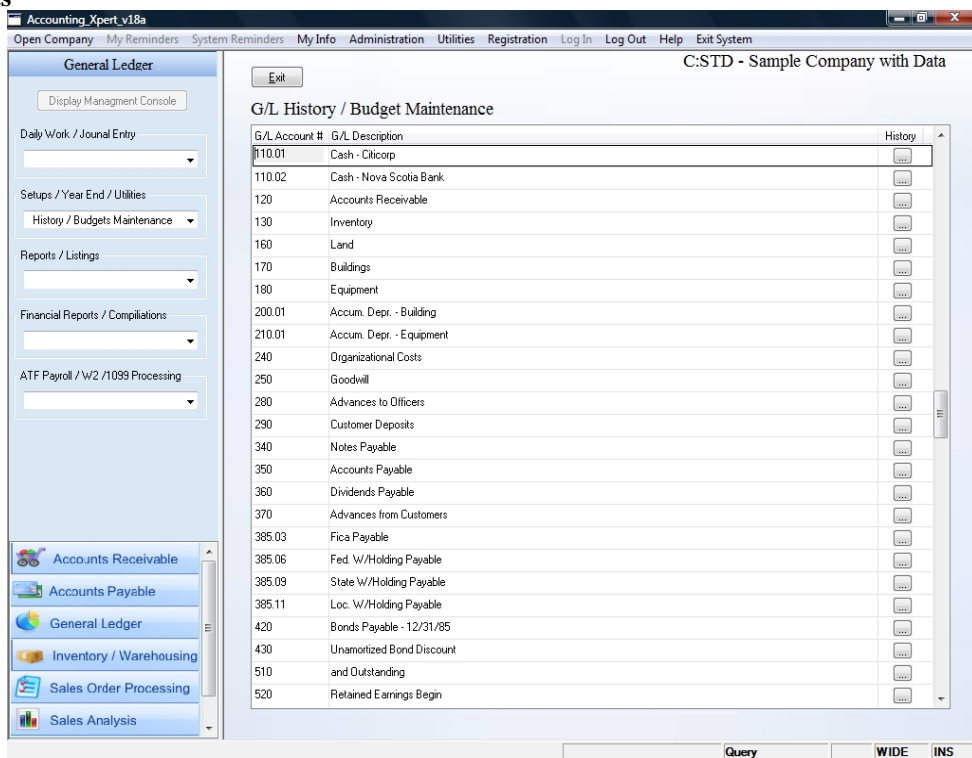 s
Accounting_Xpert_v18a
Open Company My Reminders System Reminders My Info Administration Utilities Registration Log In Log Out Help Exit System
General Ledger
Display Managment Console
Daily Work / Jounal Entry
Setups / Year End / Utilities
History / Budgets Maintenance
Reports / Listings
Financial Reports / Compiliations
ATF Payroll / W2 /1099 Processing
Accounts Receivable
Accounts Payable
General Ledger
Inventory / Warehousing
Sales Order Processing
Sales Analysis
Exit
C:STD - Sample Company with Data
G/L History / Budget Maintenance
G/L Account # G/L Description History
110.01 Cash - Citicorp ...
110.02 Cash - Nova Scotia Bank ...
120 Accounts Receivable ...
130 Inventory ...
160 Land ...
170 Buildings ...
180 Equipment ...
200.01 Accum. Depr. - Building ...
210.01 Accum. Depr. - Equipment ...
240 Organizational Costs ...
250 Goodwill ...
280 Advances to Officers ...
290 Customer Deposits ...
340 Notes Payable ...
350 Accounts Payable ...
360 Dividends Payable ...
370 Advances from Customers ...
385.03 Fica Payable ...
385.06 Fed. W/Holding Payable ...
385.09 State W/Holding Payable ...
385.11 Loc. W/Holding Payable ...
420 Bonds Payable - 12/31/85 ...
430 Unamortized Bond Discount ...
510 and Outstanding ...
520 Retained Earnings Begin ...
Query WIDE INS